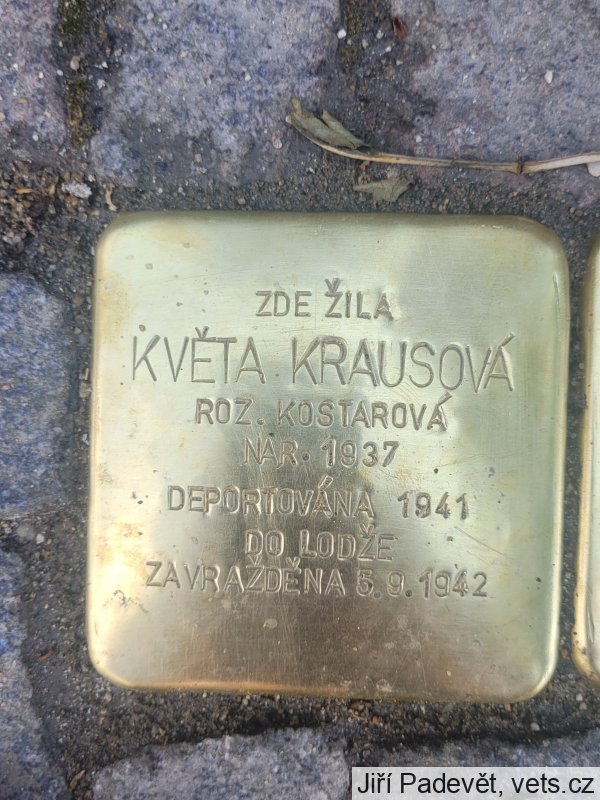 ZDE ŽILA
KVĚTA KRAUSOVÁ
ROZ. KOSTAROVÁ
NAR. 1937
DEPORTOVÁNA 1941
DO LODŽE
ZAVRAŽDĚNA 5.9.1942
Jiří Padevět, vets.cz